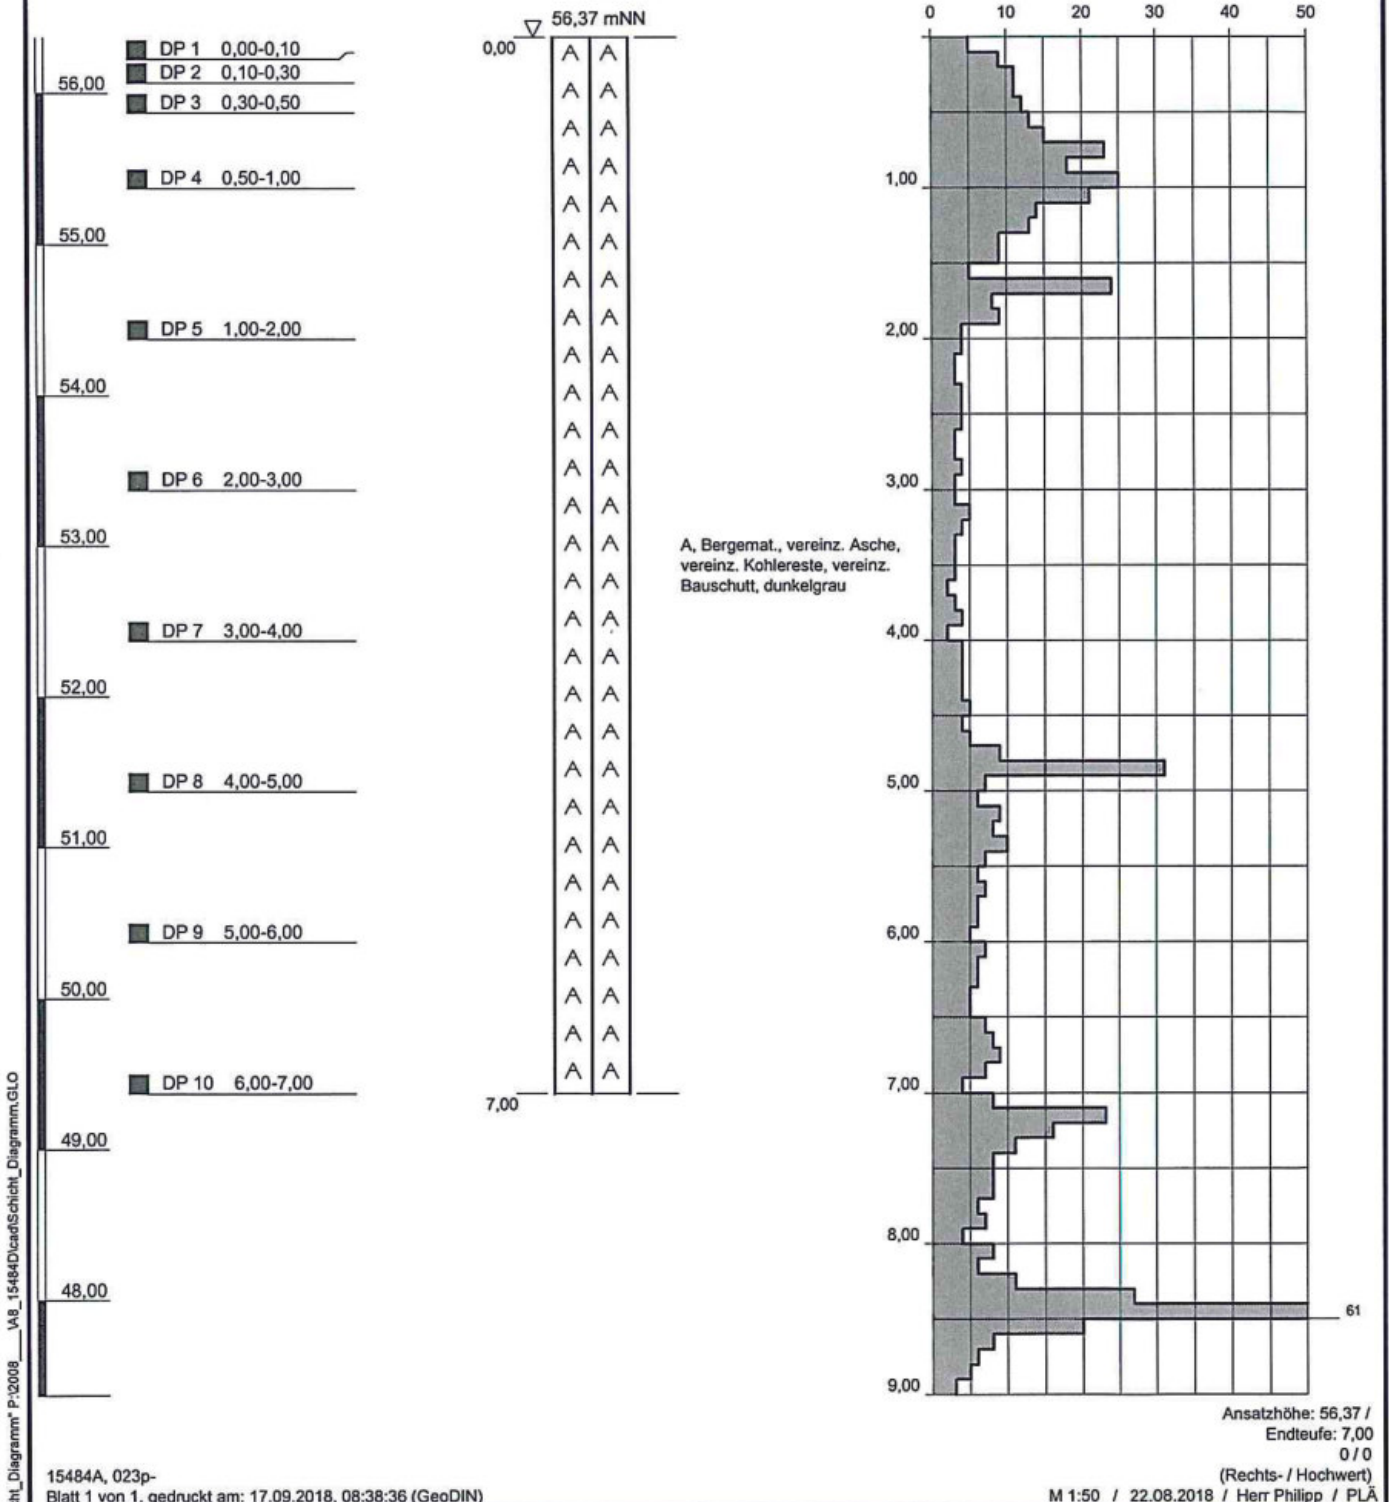 56,37 mNN
0 10 20 30 40 50
0,00
DP 1 0,00-0,10
DP 2 0,10-0,30
56,00
DP 3 0,30-0,50
DP 4 0,50-1,00
1,00
55,00
DP 5 1,00-2,00
2,00
54,00
DP 6 2,00-3,00
3,00
53,00
A, Bergemat., vereinz. Asche,
vereinz. Kohlereste, vereinz.
Bauschutt, dunkelgrau
DP 7 3,00-4,00
4,00
52,00
DP 8 4,00-5,00
5,00
51,00
DP 9 5,00-6,00
6,00
50,00
DP 10 6,00-7,00
7,00
7,00
49,00
8,00
48,00
61
9,00
Ansatzhöhe: 56,37 /
Endteufe: 7,00
0 / 0
(Rechts- / Hochwert)
15484A, 023p-
Blatt 1 von 1, gedruckt am: 17.09.2018, 08:38:36 (GeoDIN)
M 1:50 / 22.08.2018 / Herr Philipp / PLÄ
ht_Diagramm" P:\2008____\A8_15484D\cad\Schicht_Diagramm.GLO